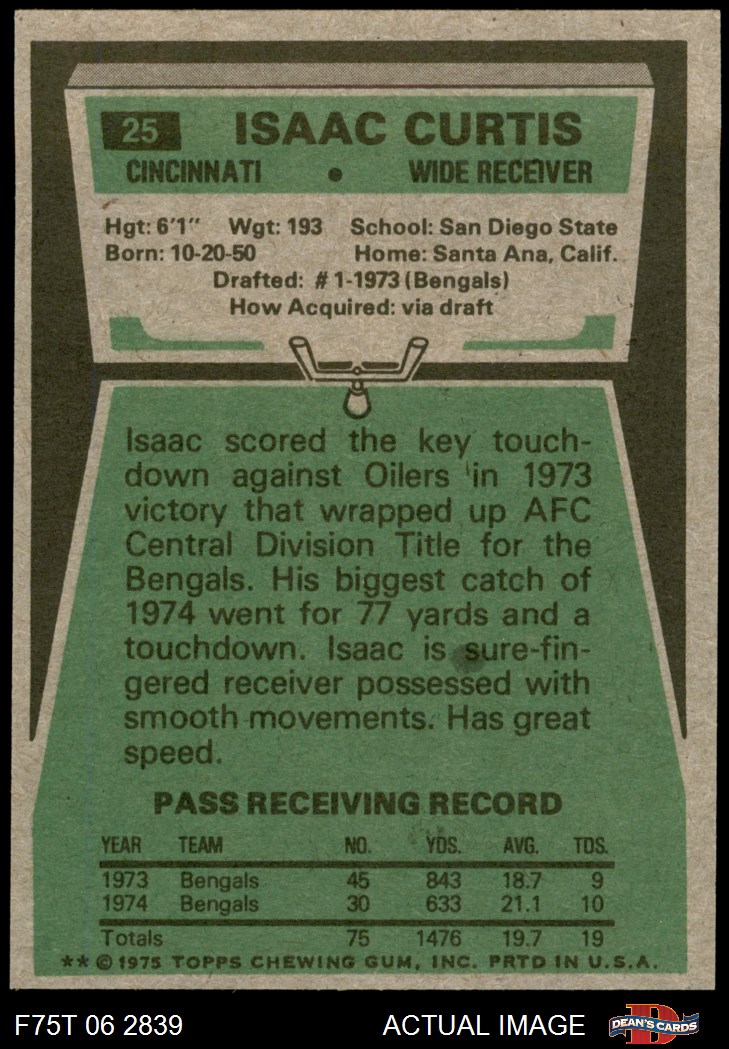 25 ISAAC CURTIS
CINCINNATI • WIDE RECEIVER
Hgt: 6'1" Wgt: 193 School: San Diego State
Born: 10-20-50 Home: Santa Ana, Calif.
Drafted: #1-1973 (Bengals)
How Acquired: via draft
Isaac scored the key touch-
down against Oilers in 1973
victory that wrapped up AFC
Central Division Title for the
Bengals. His biggest catch of
1974 went for 77 yards and a
touchdown. Isaac is sure-fin-
gered receiver possessed with
smooth movements. Has great
speed.
PASS RECEIVING RECORD
YEAR TEAM NO. YDS. AVG. TDS.
1973 Bengals 45 843 18.7 9
1974 Bengals 30 633 21.1 10
Totals 75 1476 19.7 19
**©1975 TOPPS CHEWING GUM, INC. PRTD IN U.S.A.
F75T 06 2839 ACTUAL IMAGE DEAN'S CARDS